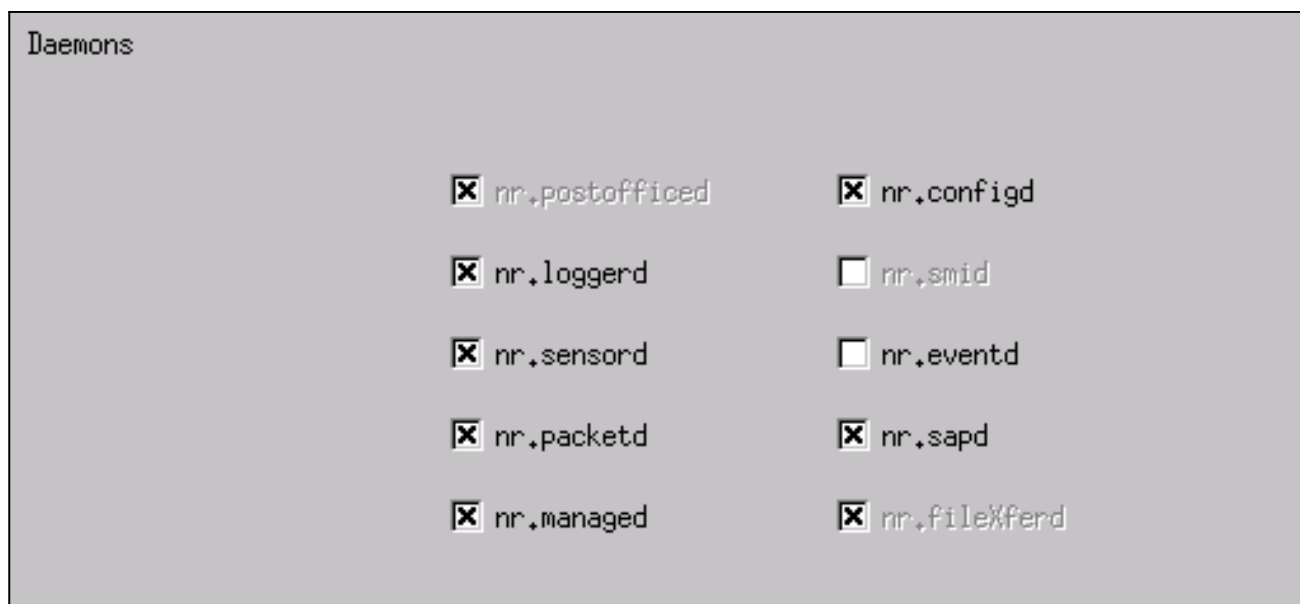 Daemons
nr.postofficed nr.configd
nr.loggerd nr.smid
nr.sensord nr.eventd
nr.packetd nr.sapd
nr.managed nr.fileXferd